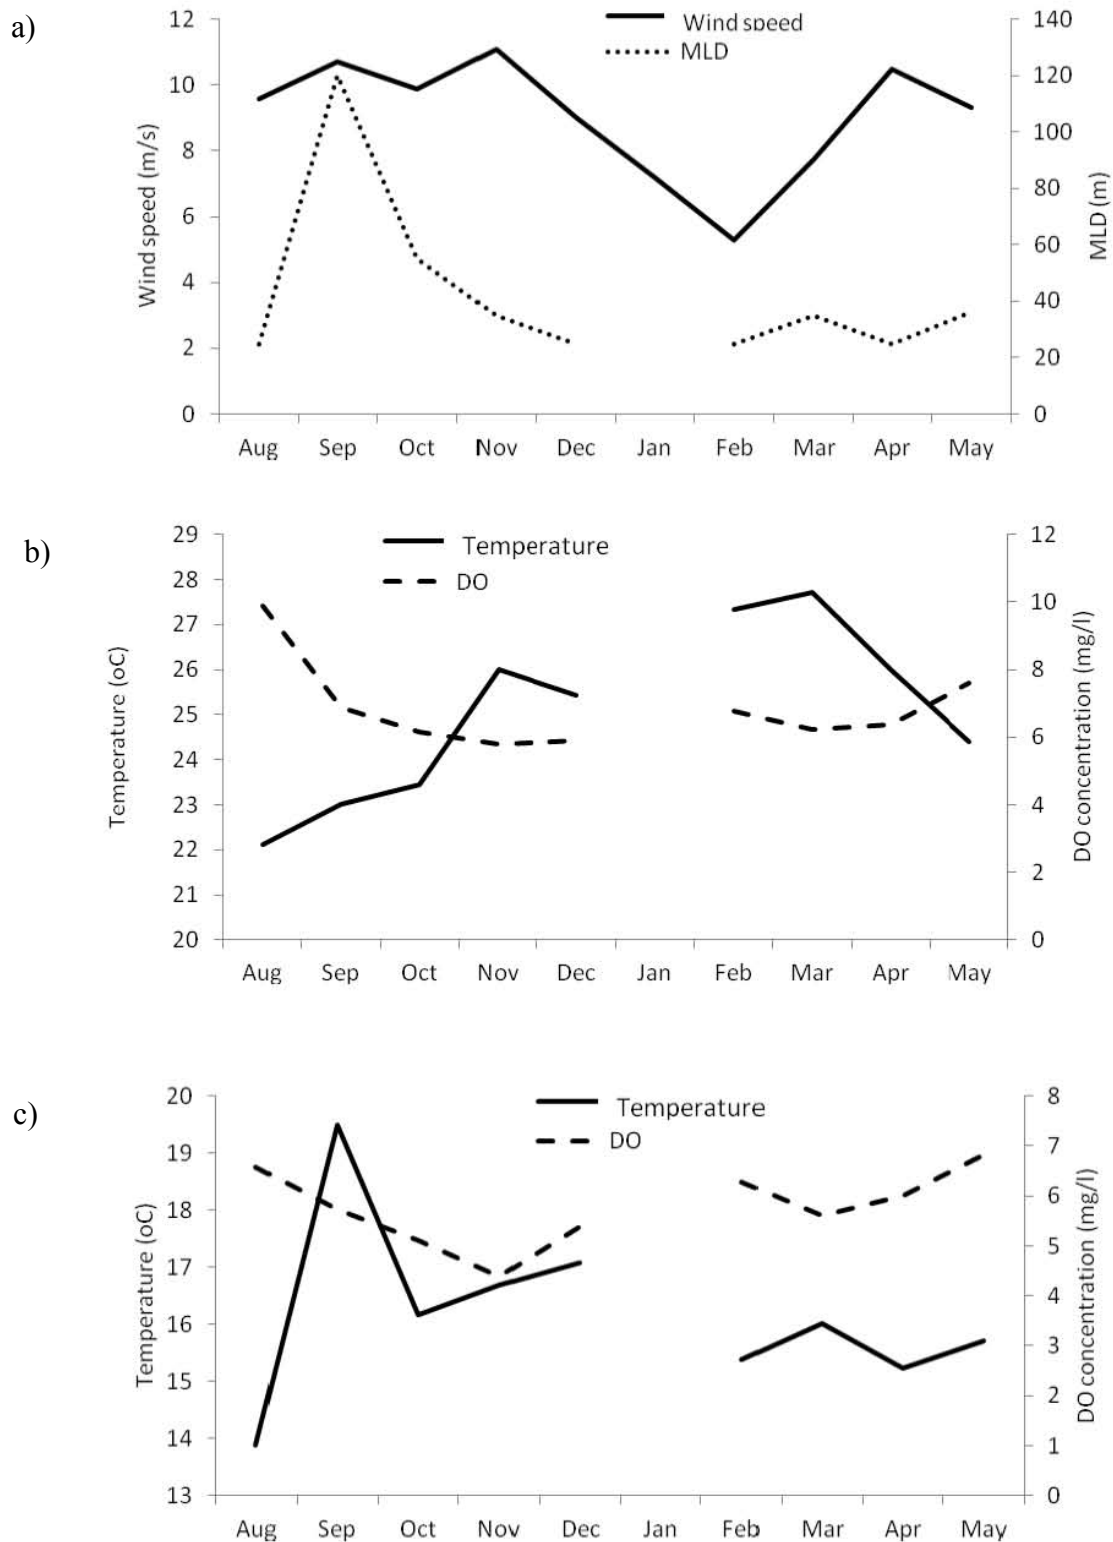 a)
Wind speed
MLD
12
10
8
6
4
2
0
140
120
100
80
60
40
20
0
Wind speed (m/s)
MLD (m)
Aug Sep Oct Nov Dec Jan Feb Mar Apr May
b)
Temperature
DO
29
28
27
26
25
24
23
22
21
20
12
10
8
6
4
2
0
Temperature (oC)
DO concentration (mg/l)
Aug Sep Oct Nov Dec Jan Feb Mar Apr May
c)
Temperature
DO
20
19
18
17
16
15
14
13
8
7
6
5
4
3
2
1
0
Temperature (oC)
DO concentration (mg/l)
Aug Sep Oct Nov Dec Jan Feb Mar Apr May